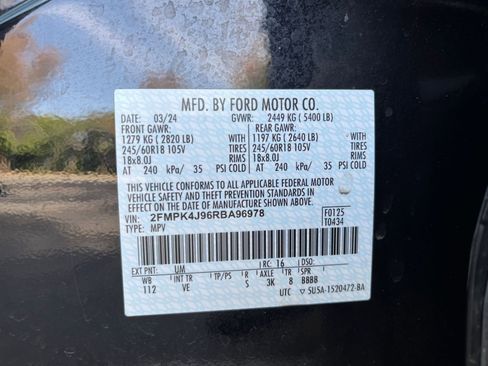 MFD. BY FORD MOTOR CO.
DATE: 03/24 GVWR: 2449 KG (5400 LB)
FRONT GAWR: REAR GAWR:
1279 KG (2820 LB) WITH 1197 KG (2640 LB) WITH
245/60R18 105V TIRES 245/60R18 105V TIRES
18x8.0J RIMS 18x8.0J RIMS
AT 240 kPa/ 35 PSI COLD AT 240 kPa/ 35 PSI COLD
THIS VEHICLE CONFORMS TO ALL APPLICABLE FEDERAL MOTOR
VEHICLE SAFETY AND THEFT PREVENTION STANDARDS IN EFFECT
ON THE DATE OF MANUFACTURE SHOWN ABOVE.
VIN: 2FMPK4J96RBA96978 F0125
TYPE: MPV T0434
EXT PNT: UM RC: 16 DSO:
WB INT TR TP/PS R AXLE TR SPR
112 VE S 3K 8 BBBB
UTC 5U5A-1520472-BA